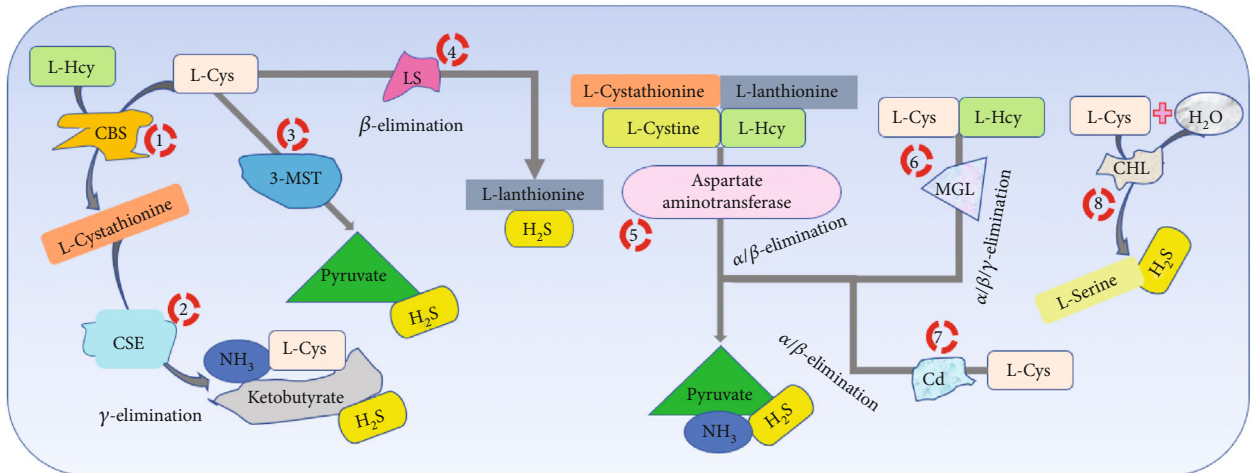 L-Hcy
CBS
1
L-Cys
LS
4
β-elimination
3
3-MST
L-lanthionine
H₂S
L-Cystathionine
Pyruvate
H₂S
CSE
2
NH₃
L-Cys
Ketobutyrate
H₂S
γ-elimination
L-Cystathionine
L-lanthionine
L-Cystine
L-Hcy
Aspartate
aminotransferase
5
α/β-elimination
L-Cys
L-Hcy
6
MGL
α/β/γ-elimination
Pyruvate
NH₃
H₂S
α/β-elimination
7
Cd
L-Cys
L-Cys
H₂O
CHL
8
L-Serine
H₂S